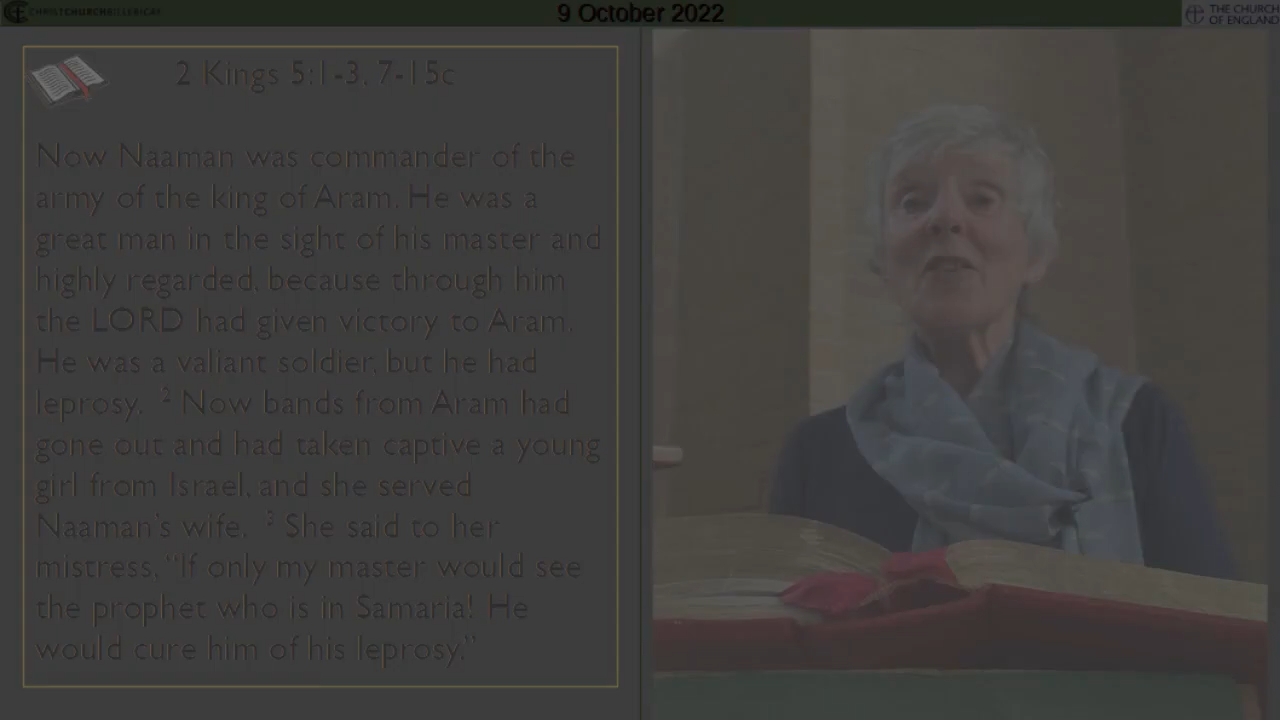 CHRISTCHURCHBILLERICAY
9 October 2022
THE CHURCH
OF ENGLAND
2 Kings 5:1-3, 7-15c
Now Naaman was commander of the
army of the king of Aram. He was a
great man in the sight of his master and
highly regarded, because through him
the LORD had given victory to Aram.
He was a valiant soldier, but he had
leprosy. ² Now bands from Aram had
gone out and had taken captive a young
girl from Israel, and she served
Naaman’s wife. ³ She said to her
mistress, “If only my master would see
the prophet who is in Samaria! He
would cure him of his leprosy.”